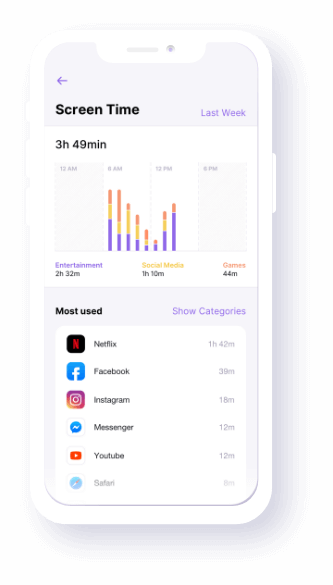 Screen Time
Last Week
3h 49min
12 AM 6 AM 12 PM 6 PM
Entertainment Social Media Games
2h 32m 1h 10m 44m
Most used Show Categories
Netflix 1h 42m
Facebook 39m
Instagram 18m
Messenger 12m
Youtube 12m
Safari 8m